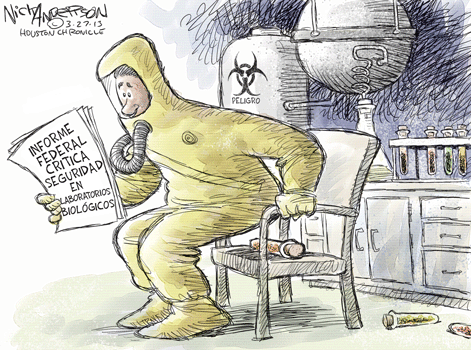 NICK ANDERSON
©3·27·13
HOUSTON CHRONICLE
PELIGRO
INFORME
FEDERAL
CRITICA
SEGURIDAD
EN
LABORATORIOS
BIOLÓGICOS